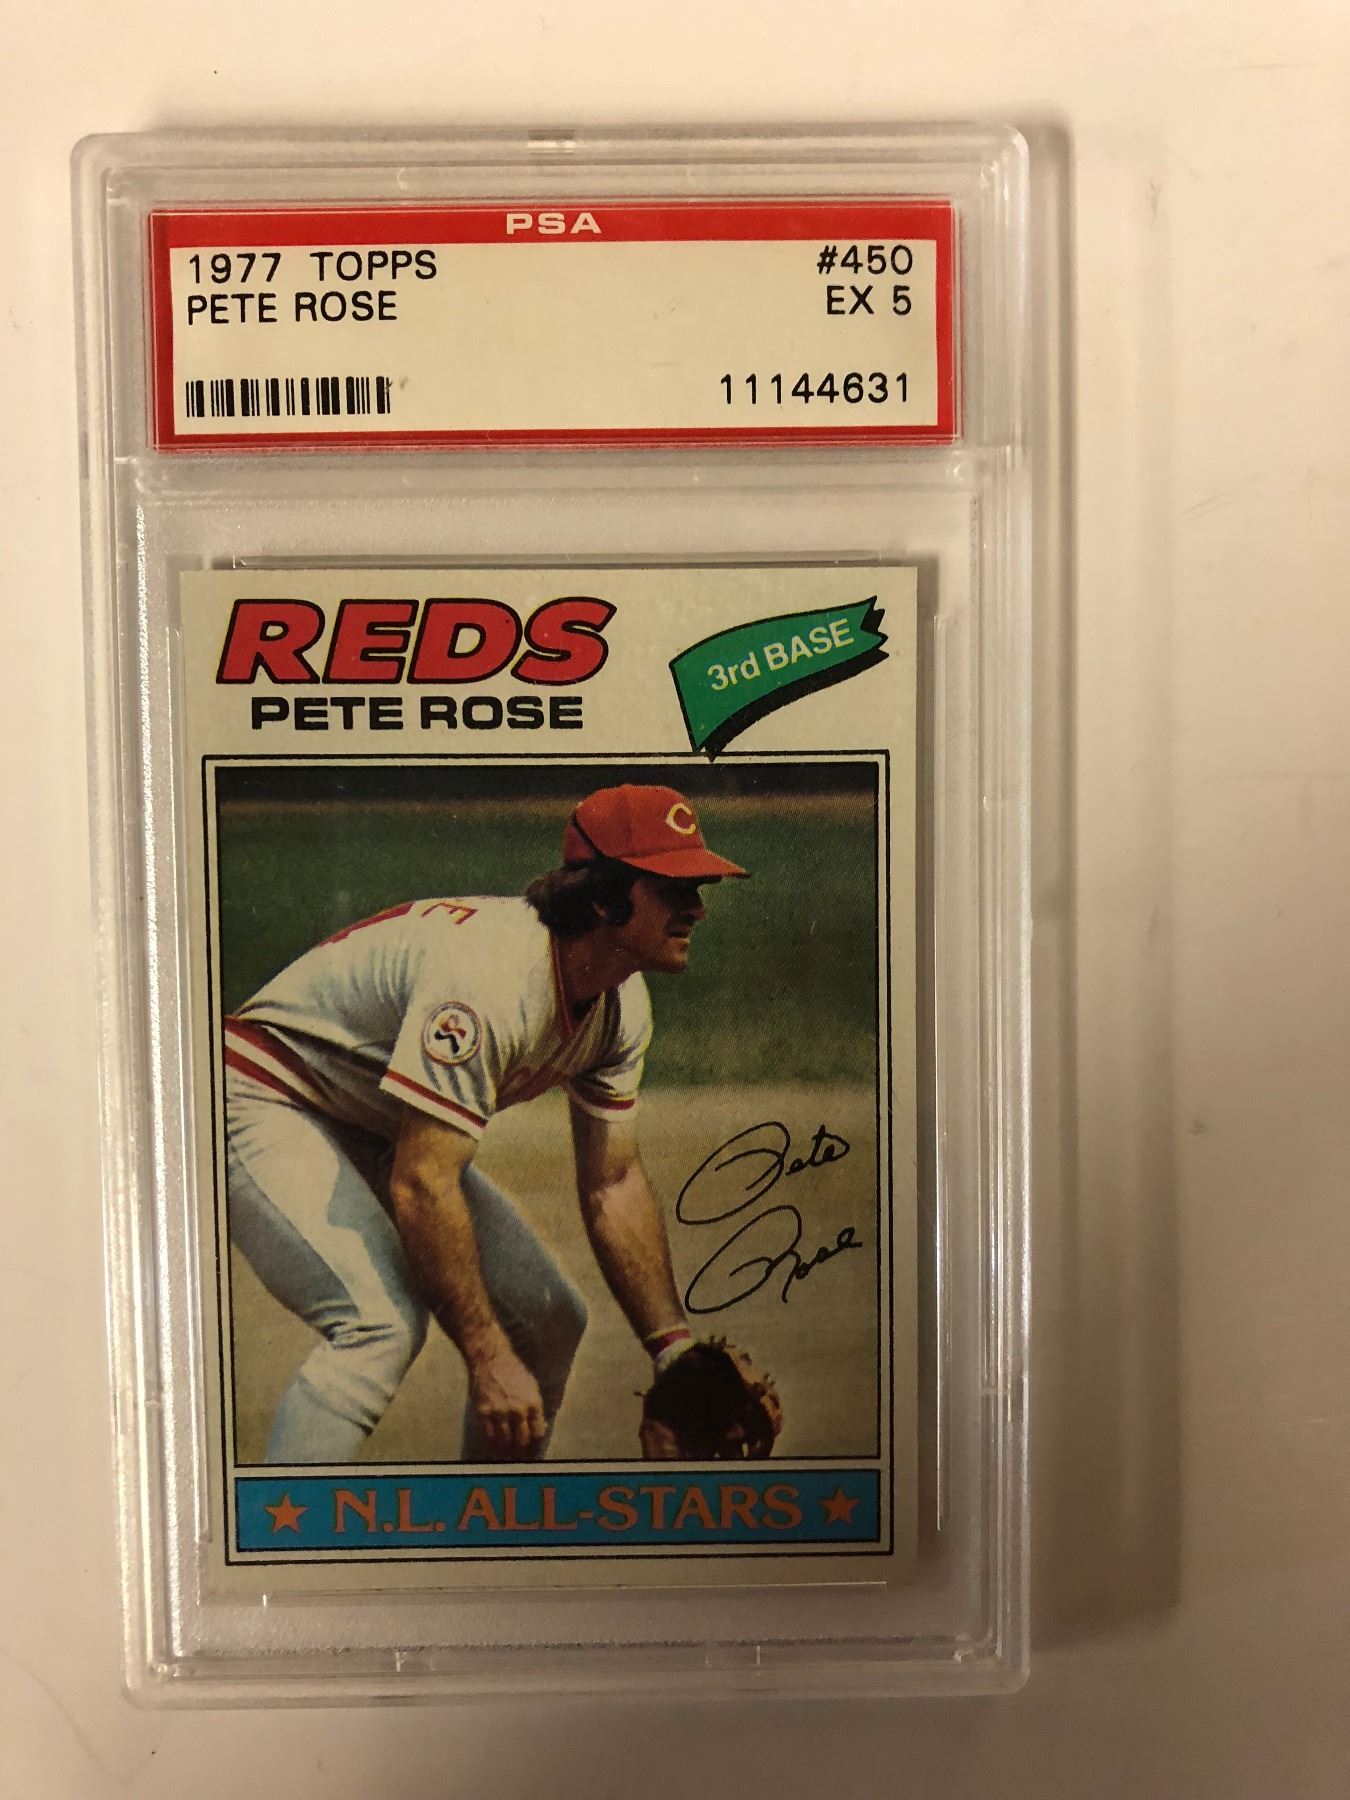 PSA
1977 TOPPS #450
PETE ROSE EX 5
11144631
REDS
PETE ROSE
3rd BASE
C
E
Pete
Rose
N.L. ALL-STARS